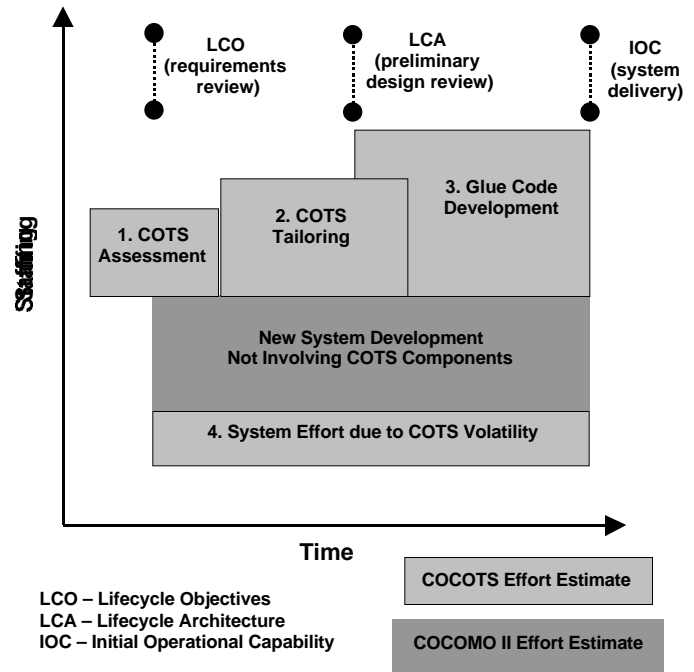 LCO
(requirements
review)
LCA
(preliminary
design review)
IOC
(system
delivery)
1. COTS
Assessment
2. COTS
Tailoring
3. Glue Code
Development
New System Development
Not Involving COTS Components
4. System Effort due to COTS Volatility
Time
LCO – Lifecycle Objectives
LCA – Lifecycle Architecture
IOC – Initial Operational Capability
COCOTS Effort Estimate
COCOMO II Effort Estimate